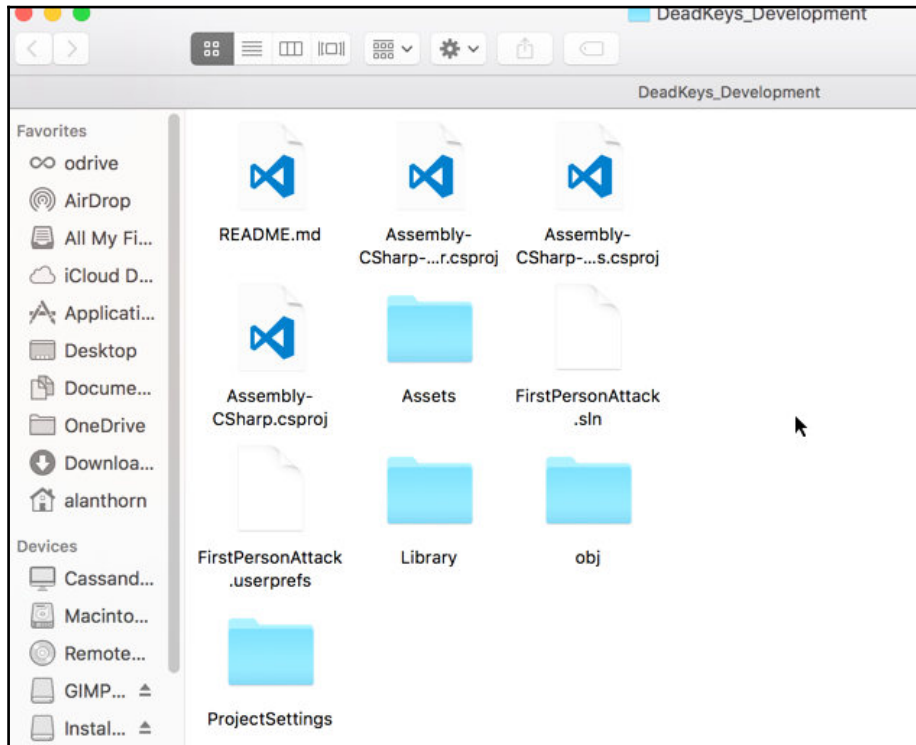 DeadKeys_Development
DeadKeys_Development
Favorites
odrive
AirDrop
All My Fi...
iCloud D...
Applicati...
Desktop
Docume...
OneDrive
Downloa...
alanthorn
Devices
Cassand...
Macinto...
Remote...
GIMP...
Instal...
README.md
Assembly-
CSharp-...r.csproj
Assembly-
CSharp-...s.csproj
Assembly-
CSharp.csproj
Assets
FirstPersonAttack
.sln
FirstPersonAttack
.userprefs
Library
obj
ProjectSettings